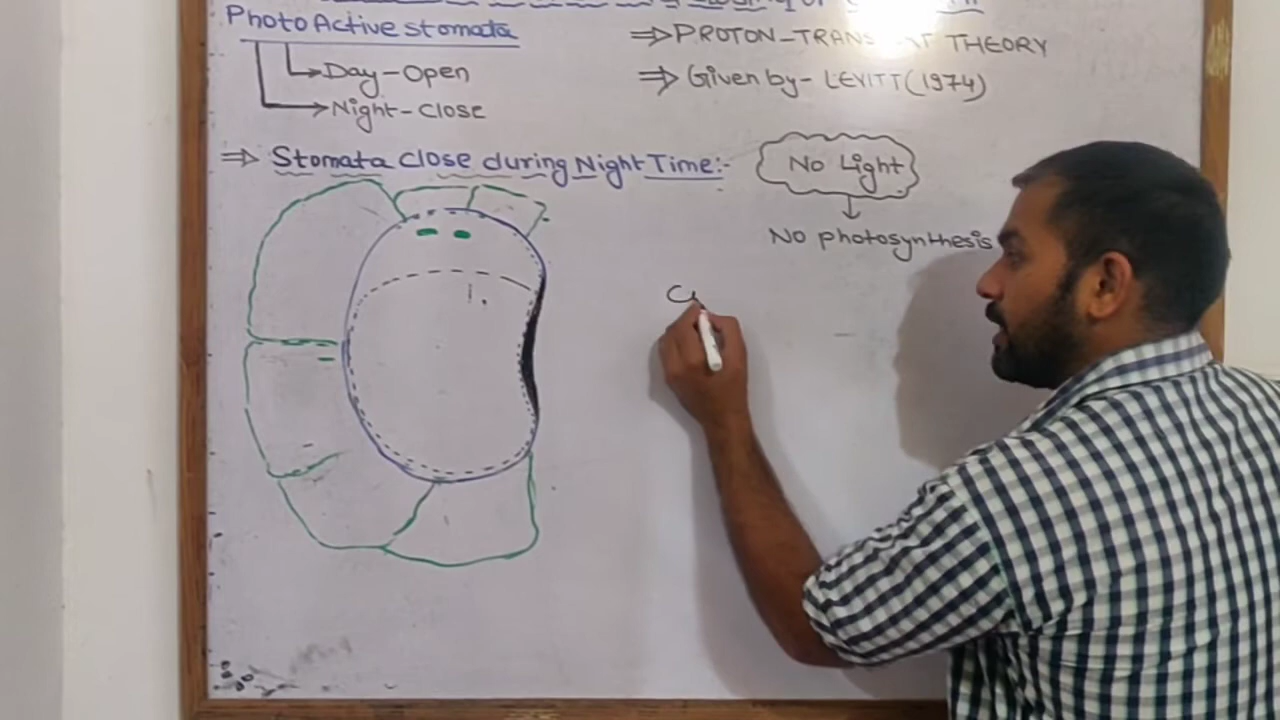 Photo Active stomata
Day-Open
Night-Close
⇒ PROTON-TRANS THEORY
⇒ Given by- LEVITT (1974)
⇒ Stomata Close during Night Time:-
No Light
No photosynthesis